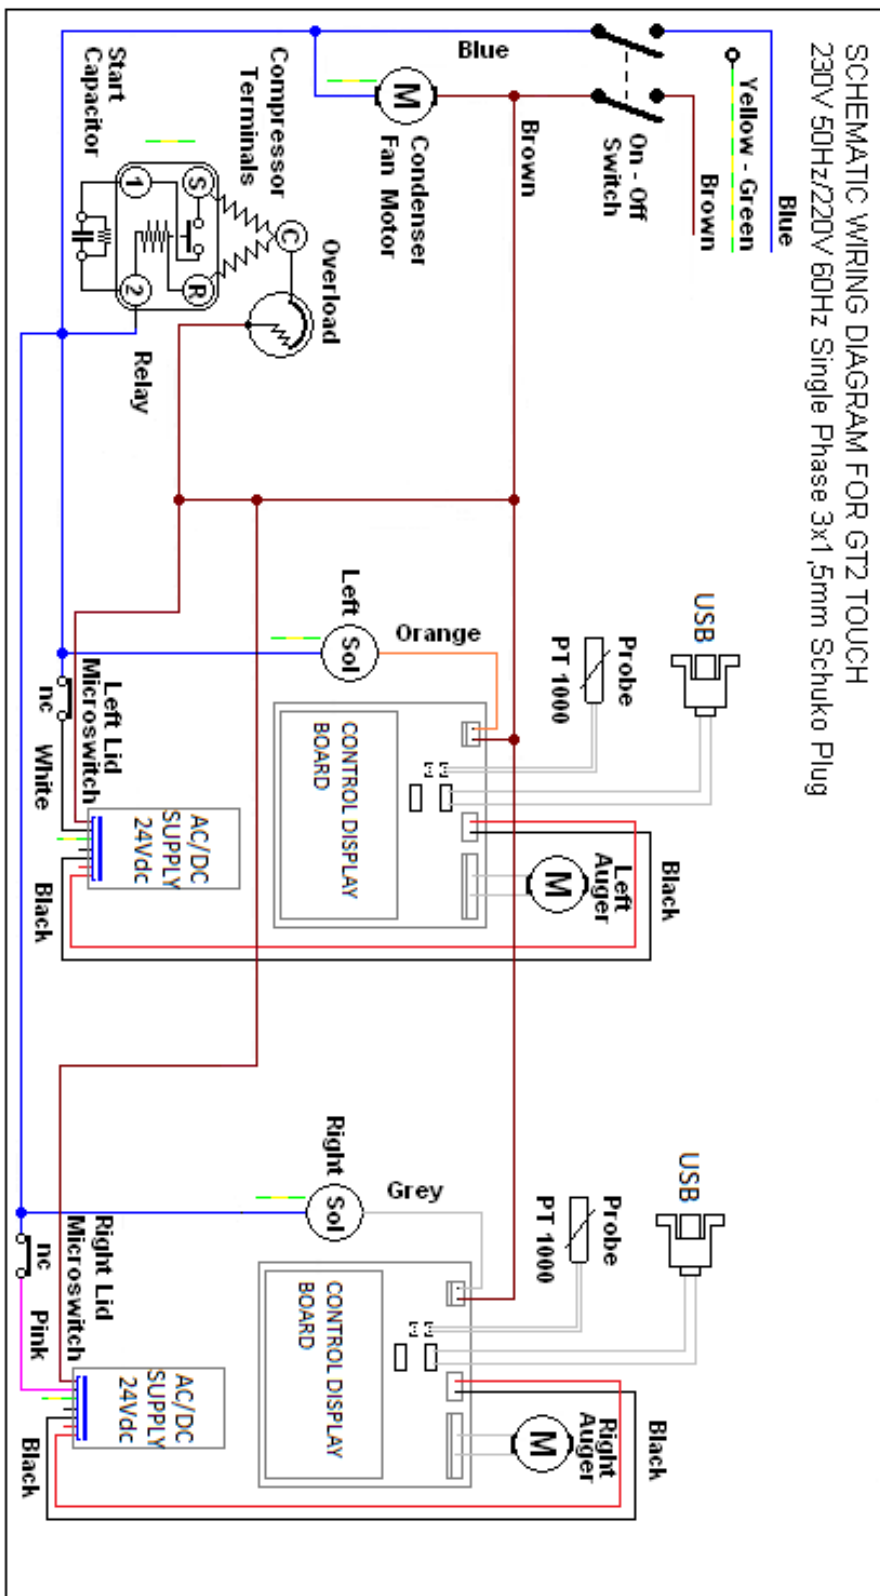 SCHEMATIC WIRING DIAGRAM FOR GT2 TOUCH
230V 50Hz/220V 60Hz Single Phase 3x1,5mm Schuko Plug
Blue
Yellow - Green
Brown
On - Off
Switch
Blue
Brown
M
Condenser
Fan Motor
Compressor
Terminals
Start
Capacitor
S
1
C
R
2
Overload
Relay
USB
Probe
PT 1000
Orange
Left
Sol
CONTROL DISPLAY
BOARD
Left Lid
Microswitch
nc
White
AC/DC
SUPPLY
24Vdc
Black
M
Left
Auger
Black
USB
Probe
PT 1000
Grey
Right
Sol
CONTROL DISPLAY
BOARD
Right Lid
Microswitch
nc
Pink
AC/DC
SUPPLY
24Vdc
Black
M
Right
Auger
Black